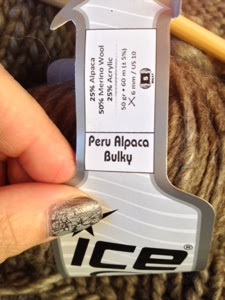 25% Alpaca
50% Merino Wool
25% Acrylic
50 gr • 60 m (± 5%)
6 mm / US 10
Peru Alpaca
Bulky
ICE®